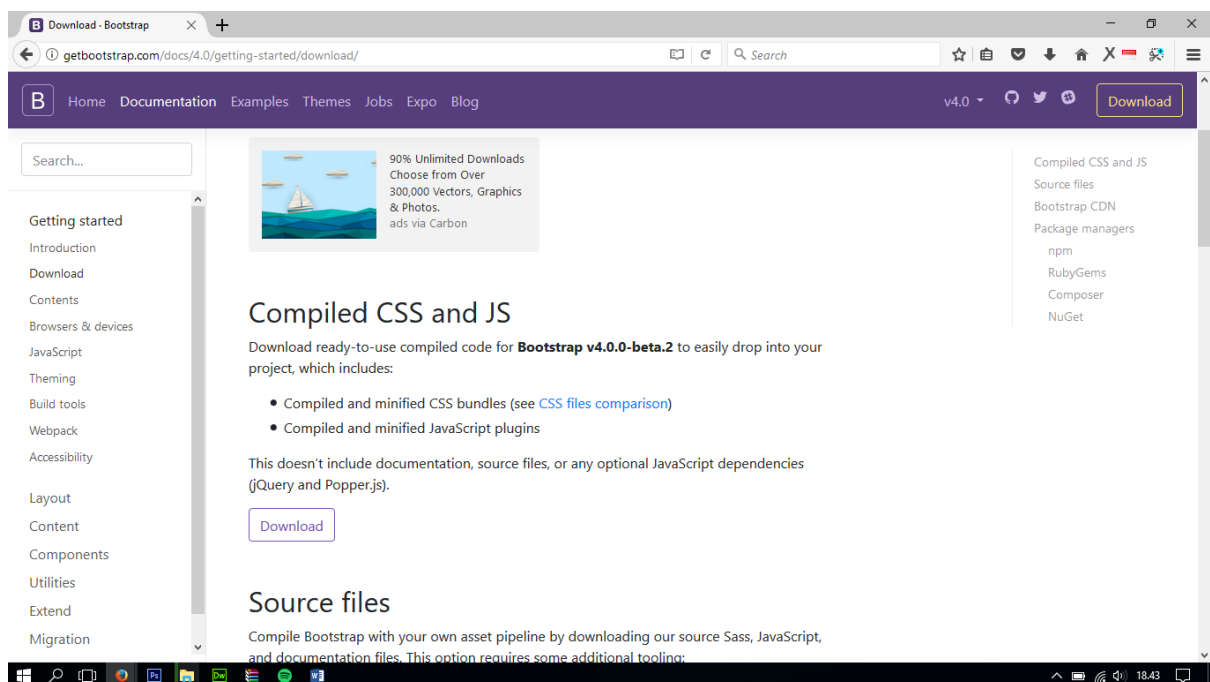 B Download · Bootstrap
getbootstrap.com/docs/4.0/getting-started/download/
Search
B Home Documentation Examples Themes Jobs Expo Blog
v4.0
Download
Search...
Getting started
Introduction
Download
Contents
Browsers & devices
JavaScript
Theming
Build tools
Webpack
Accessibility
Layout
Content
Components
Utilities
Extend
Migration
90% Unlimited Downloads
Choose from Over
300,000 Vectors, Graphics
& Photos.
ads via Carbon
Compiled CSS and JS
Download ready-to-use compiled code for Bootstrap v4.0.0-beta.2 to easily drop into your
project, which includes:
• Compiled and minified CSS bundles (see CSS files comparison)
• Compiled and minified JavaScript plugins
This doesn’t include documentation, source files, or any optional JavaScript dependencies
(jQuery and Popper.js).
Download
Source files
Compile Bootstrap with your own asset pipeline by downloading our source Sass, JavaScript,
and documentation files. This option requires some additional tooling:
Compiled CSS and JS
Source files
Bootstrap CDN
Package managers
npm
RubyGems
Composer
NuGet
Ps
Dw
W
18.43